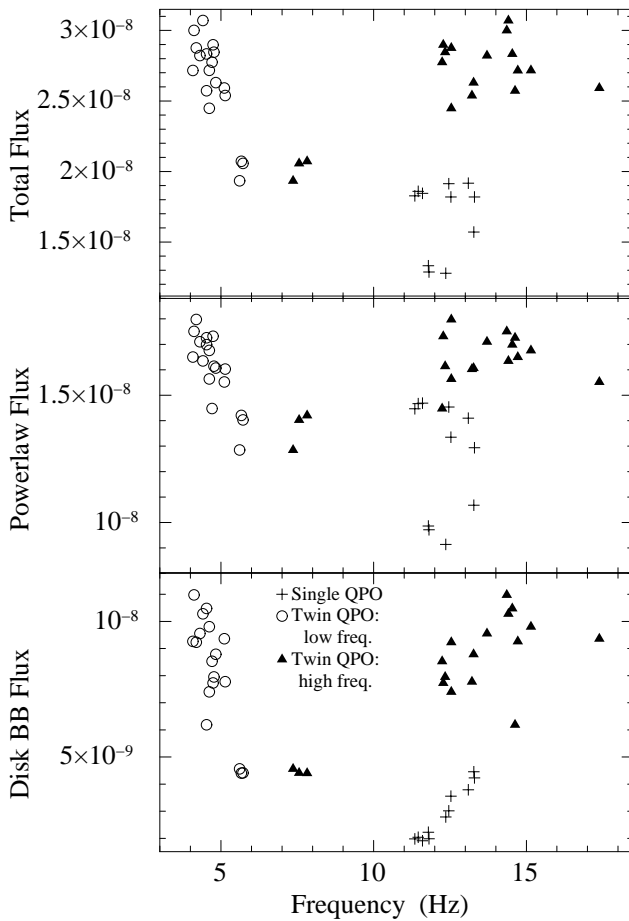 3×10⁻⁸
2.5×10⁻⁸
2×10⁻⁸
1.5×10⁻⁸
Total Flux
1.5×10⁻⁸
10⁻⁸
Powerlaw Flux
10⁻⁸
5×10⁻⁹
Disk BB Flux
Single QPO
Twin QPO:
low freq.
Twin QPO:
high freq.
5 10 15
Frequency (Hz)